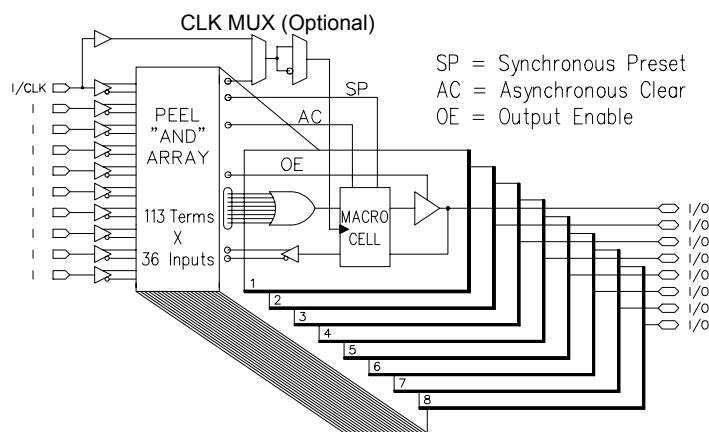 CLK MUX (Optional)
SP = Synchronous Preset
AC = Asynchronous Clear
OE = Output Enable
I/CLK
I
I
I
I
I
I
I
I
I
PEEL
"AND"
ARRAY
113 Terms
X
36 Inputs
SP
AC
OE
MACRO
CELL
1
2
3
4
5
6
7
8
I/O
I/O
I/O
I/O
I/O
I/O
I/O
I/O